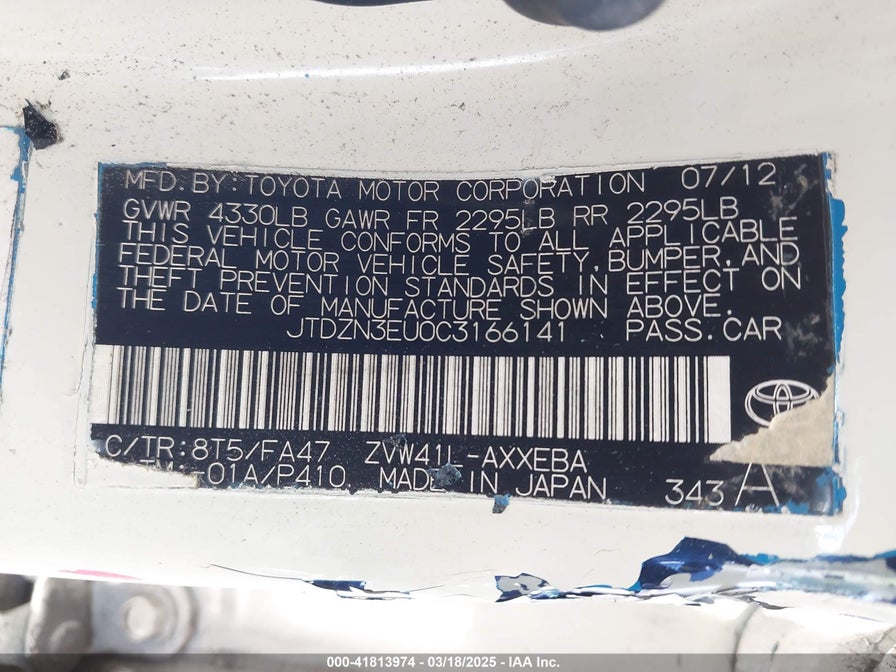 MFD.BY:TOYOTA MOTOR CORPORATION 07/12
GVWR 4330LB GAWR FR 2295LB RR 2295LB
THIS VEHICLE CONFORMS TO ALL APPLICABLE
FEDERAL MOTOR VEHICLE SAFETY,BUMPER,AND
THEFT PREVENTION STANDARDS IN EFFECT ON
THE DATE OF MANUFACTURE SHOWN ABOVE.
JTDZN3EU0C3166141 PASS.CAR
C/TR:8T5/FA47 ZVW41L-AXXEBA
-01A/P410 MADE IN JAPAN 343 A
000-41813974 | 03/18/2025 - IAA Inc.